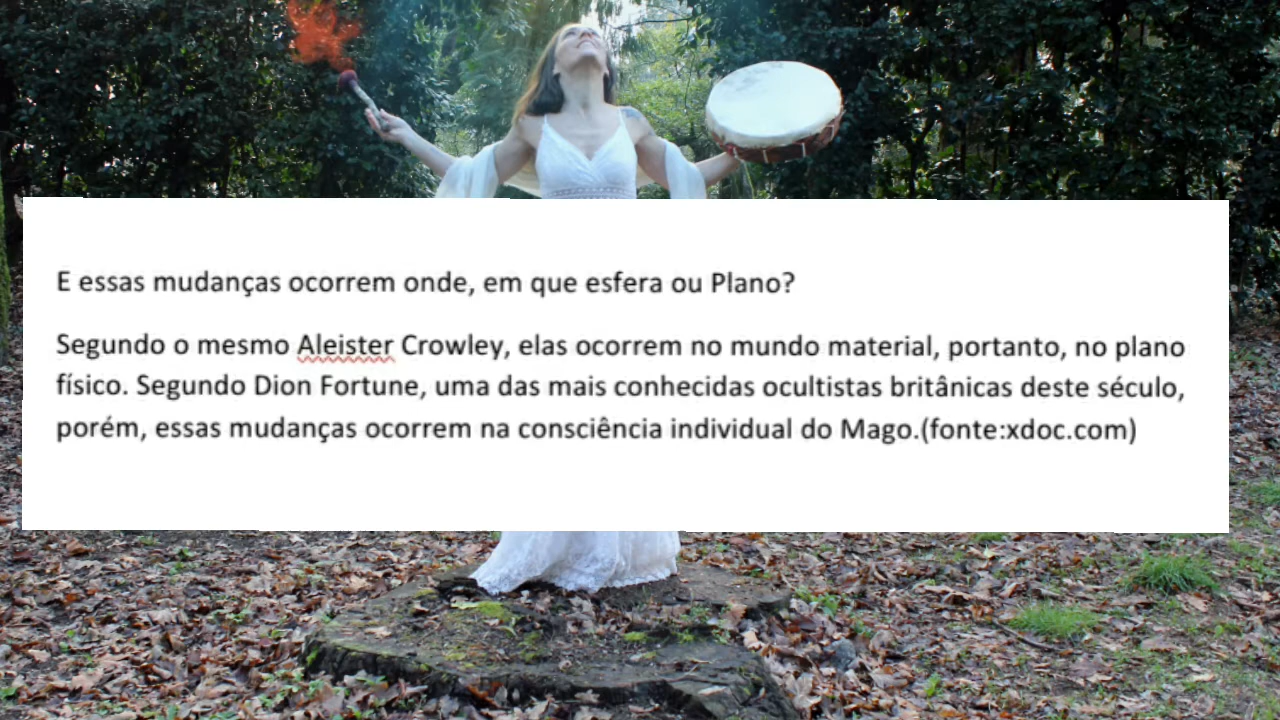 E essas mudanças ocorrem onde, em que esfera ou Plano?
Segundo o mesmo Aleister Crowley, elas ocorrem no mundo material, portanto, no plano
físico. Segundo Dion Fortune, uma das mais conhecidas ocultistas britânicas deste século,
porém, essas mudanças ocorrem na consciência individual do Mago.(fonte:xdoc.com)